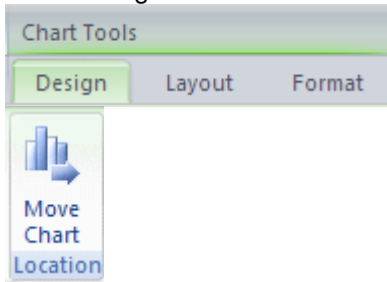 Chart Tools
Design Layout Format
Move
Chart
Location